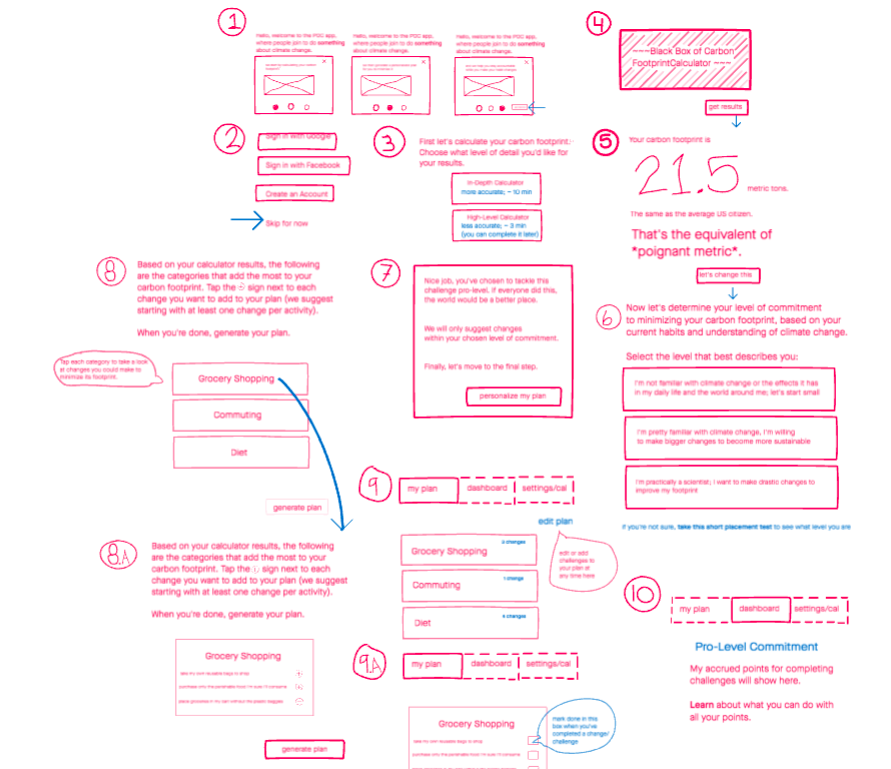 1
Hello, welcome to the PISC app,
where people join to do something
about climate change.
Hello, welcome to the PISC app,
where people join to do something
about climate change.
Hello, welcome to the PISC app,
where people join to do something
about climate change.
2
Sign in with Google
Sign in with Facebook
Create an Account
Skip for now
3
First let's calculate your carbon footprint.
Choose what level of detail you'd like for
your results.
In-Depth Calculator
more accurate; ~ 10 min
High-Level Calculator
less accurate; ~ 3 min
(you can complete it later)
4
~~~Black Box of Carbon
FootprintCalculator ~~~
get results
5
Your carbon footprint is
21.5
metric tons.
The same as the average US citizen.
That's the equivalent of
*poignant metric*.
let's change this
6
Now let's determine your level of commitment
to minimizing your carbon footprint, based on your
current habits and understanding of climate change.
Select the level that best describes you:
I'm not familiar with climate change or the effects it has
in my daily life and the world around me; let's start small
I'm pretty familiar with climate change, I'm willing
to make bigger changes to become more sustainable
I'm practically a scientist; I want to make drastic changes to
improve my footprint
if you're not sure, take this short placement test to see what level you are
7
Nice job, you've chosen to tackle this
challenge pro-level. If everyone did this,
the world would be a better place.
We will only suggest changes
within your chosen level of commitment.
Finally, let's move to the final step.
personalize my plan
8
Based on your calculator results, the following
are the categories that add the most to your
carbon footprint. Tap the sign next to each
change you want to add to your plan (we suggest
starting with at least one change per activity).
When you're done, generate your plan.
Tap each category to take a look
at changes you could make to
minimize its footprint.
Grocery Shopping
Commuting
Diet
generate plan
8.A
Based on your calculator results, the following
are the categories that add the most to your
carbon footprint. Tap the sign next to each
change you want to add to your plan (we suggest
starting with at least one change per activity).
When you're done, generate your plan.
Grocery Shopping
take my own reusable bags to shop
purchase only the perishable food I'm sure I'll consume
place groceries in my cart without the plastic baggies
generate plan
9
my plan
dashboard
settings/cal
edit plan
Grocery Shopping
Commuting
1 change
Diet
4 changes
edit or add
challenges to
your plan at
any time here
9.A
my plan
dashboard
settings/cal
Grocery Shopping
take my own reusable bags to shop
purchase only the perishable food I'm sure I'll consume
mark done in this
box when you've
completed a change/
challenge
10
my plan
dashboard
settings/cal
Pro-Level Commitment
My accrued points for completing
challenges will show here.
Learn about what you can do with
all your points.